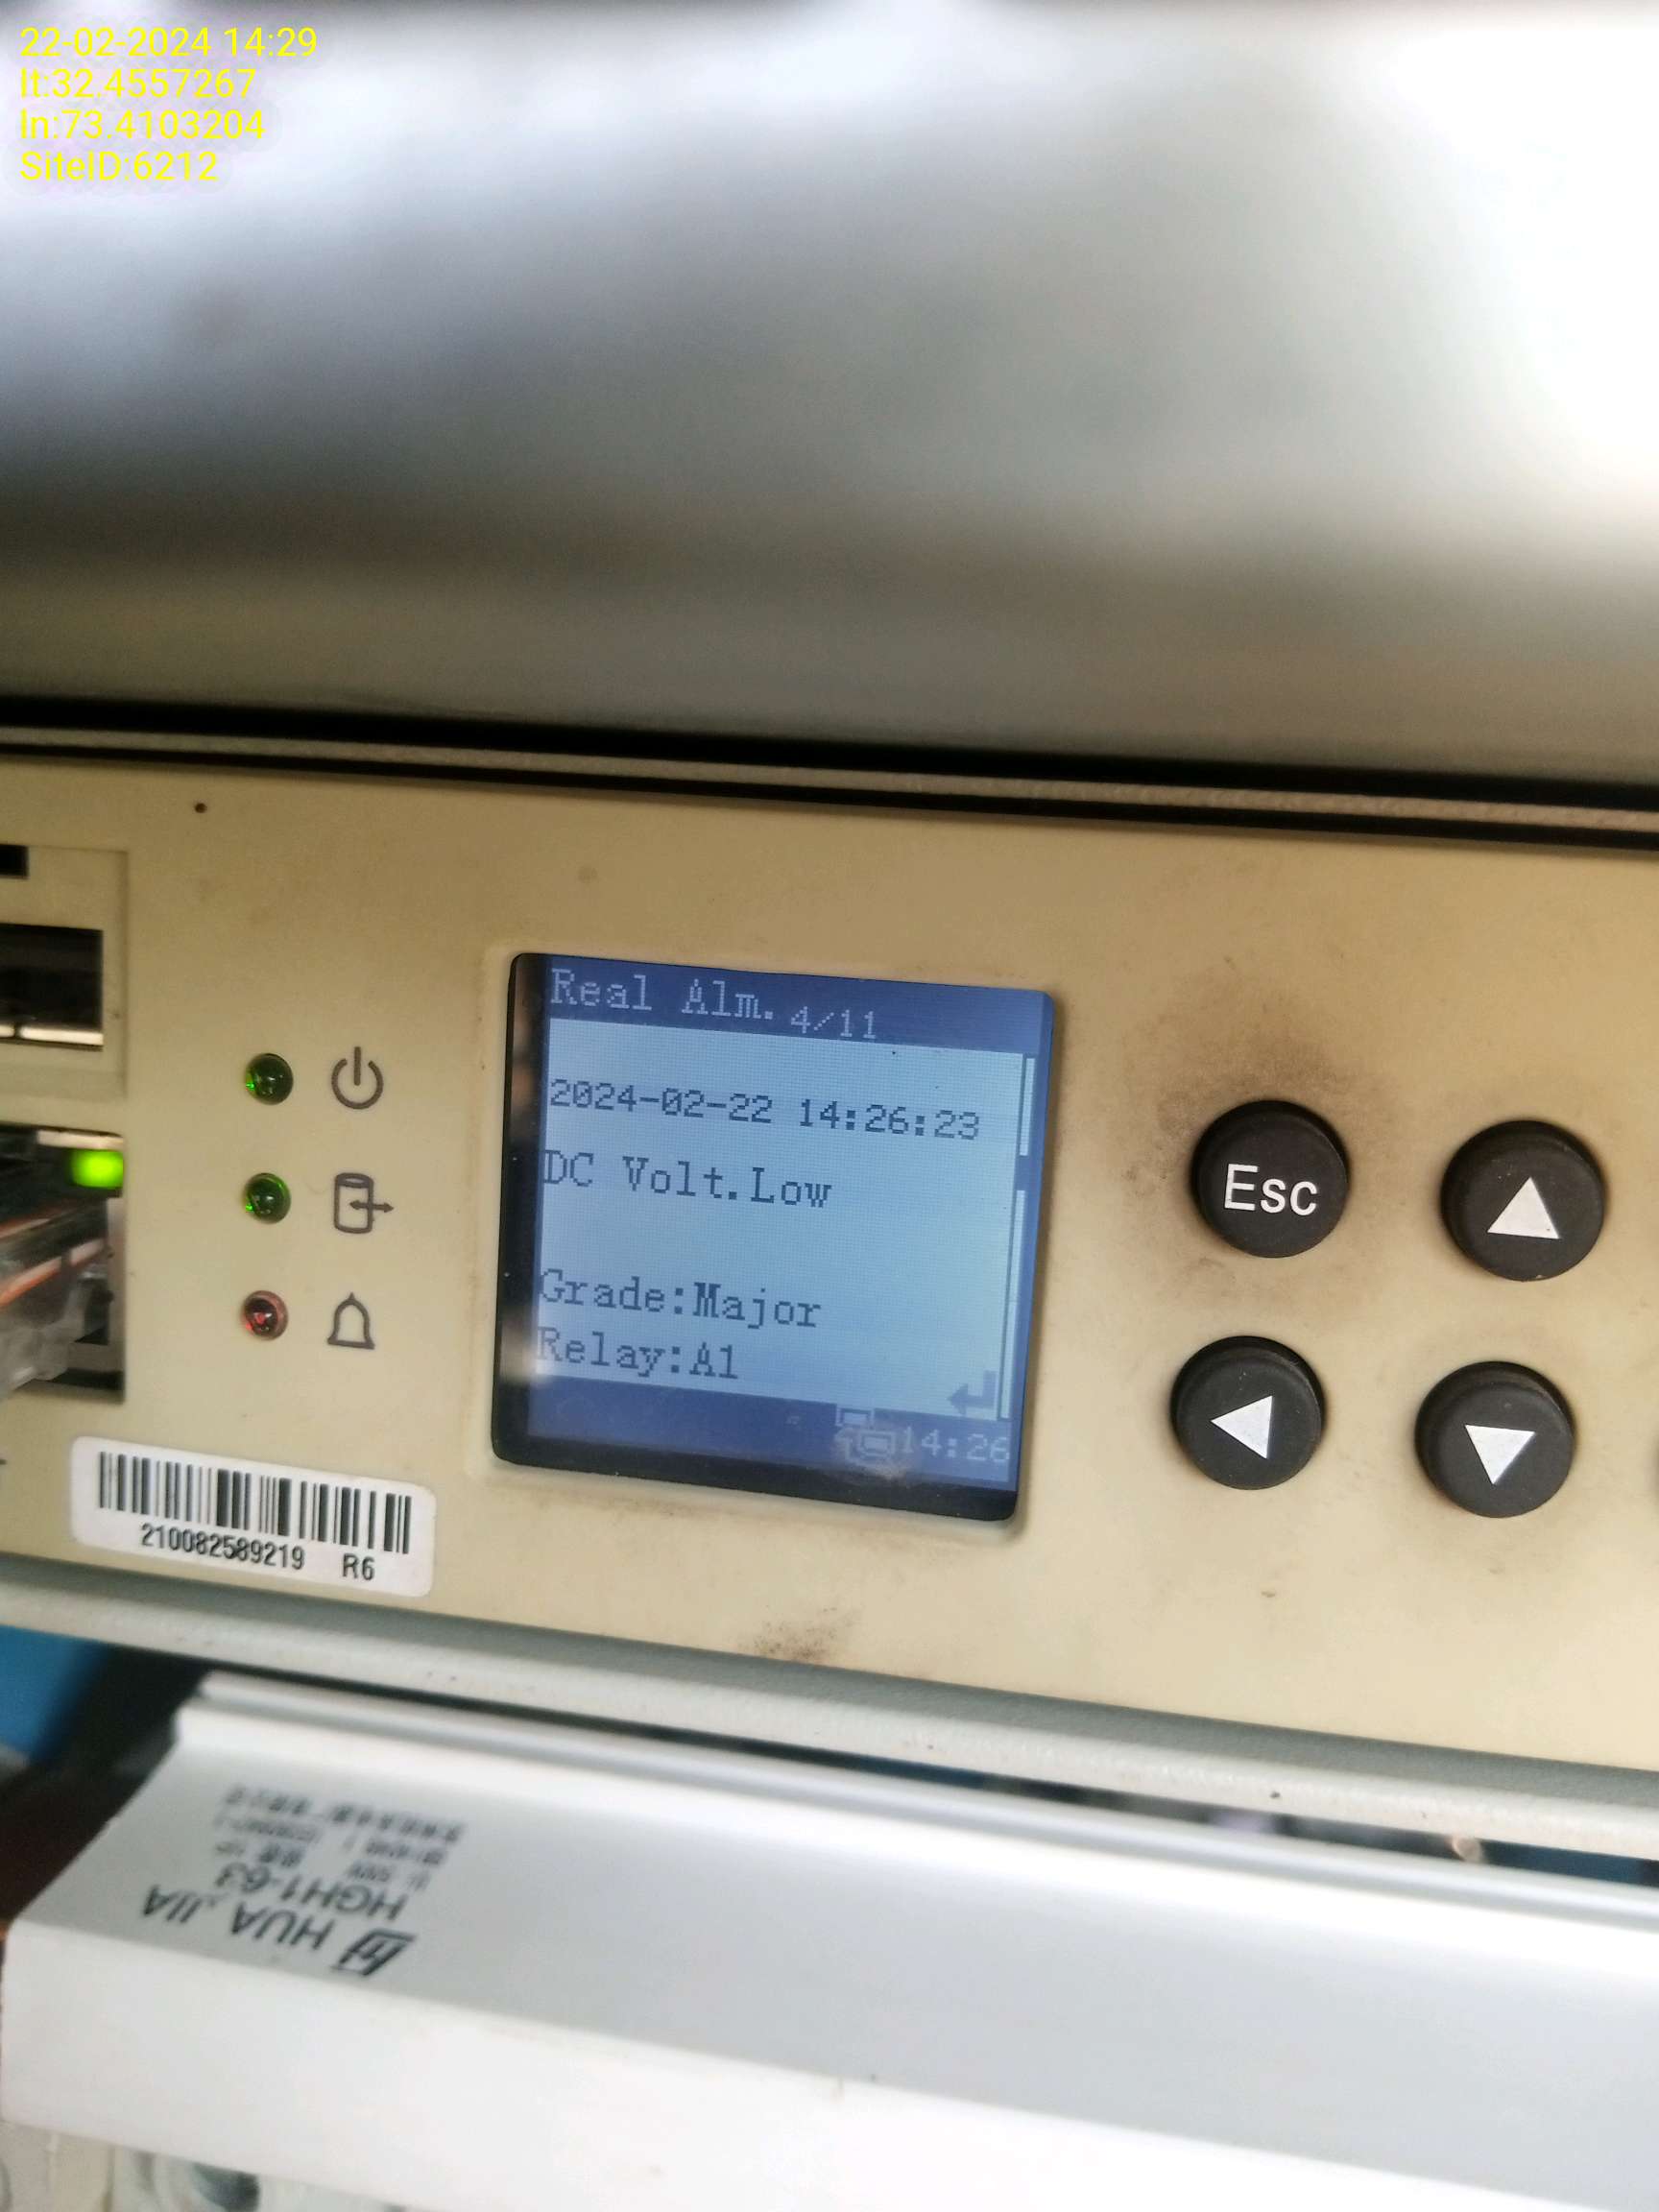 22-02-2024 14:29
lt:32.4557267
ln:73.4103204
SiteID:6212
Real Alm. 4/11
2024-02-22 14:26:23
DC Volt.Low
Grade:Major
Relay:A1
14:26
Esc
210082589219 R6
HUA JIA
HGH1-63